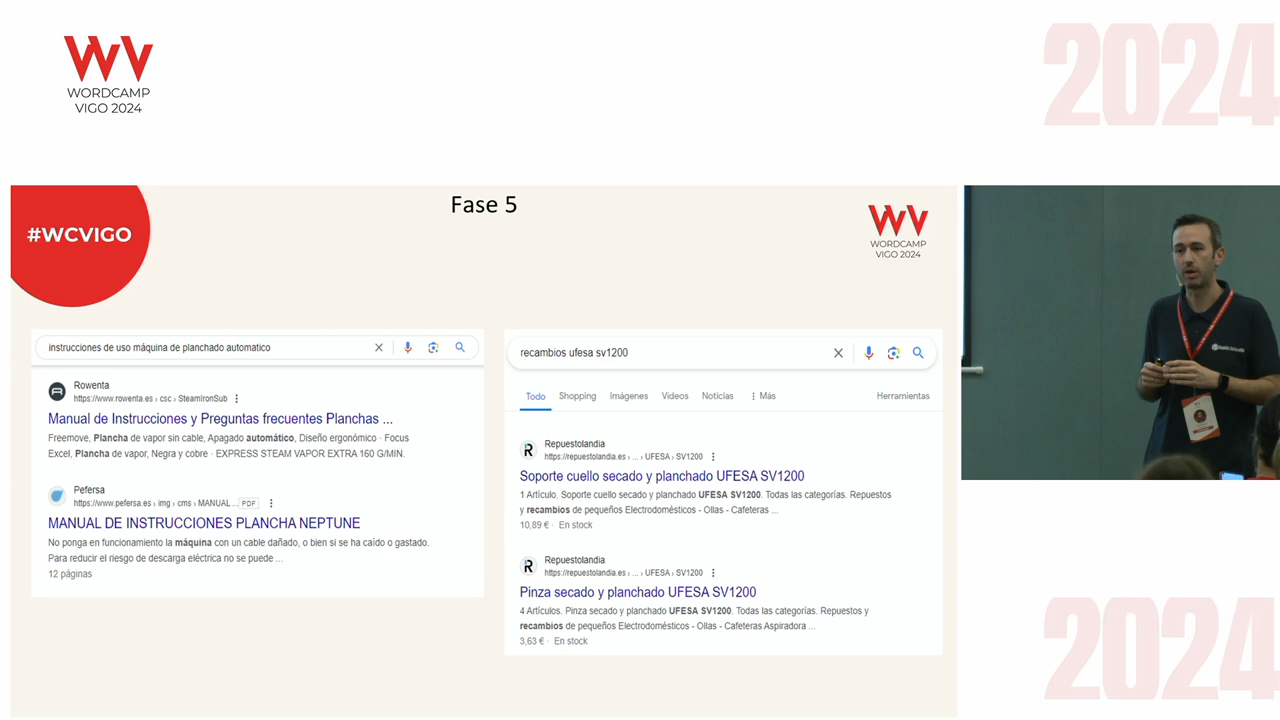 WORDCAMP
VIGO 2024
2024
#WCVIGO
Fase 5
WORDCAMP
VIGO 2024
instrucciones de uso máquina de planchado automatico
Rowenta
https://www.rowenta.es › csc › SteamIronSub
Manual de Instrucciones y Preguntas frecuentes Planchas ...
Freemove, Plancha de vapor sin cable, Apagado automático, Diseño ergonómico · Focus
Excel, Plancha de vapor, Negra y cobre · EXPRESS STEAM VAPOR EXTRA 160 G/MIN.
Pefersa
https://www.pefersa.es › img › cms › MANUAL ... PDF
MANUAL DE INSTRUCCIONES PLANCHA NEPTUNE
No ponga en funcionamiento la máquina con un cable dañado, o bien si se ha caído o gastado.
Para reducir el riesgo de descarga eléctrica no se puede ...
12 páginas
recambios ufesa sv1200
Todo Shopping Imágenes Vídeos Noticias Más Herramientas
Repuestolandia
https://repuestolandia.es › ... › UFESA › SV1200
Soporte cuello secado y planchado UFESA SV1200
1 Artículo. Soporte cuello secado y planchado UFESA SV1200. Todas las categorías. Repuestos
y recambios de pequeños Electrodomésticos - Ollas - Cafeteras ...
10,89 € · En stock
Repuestolandia
https://repuestolandia.es › ... › UFESA › SV1200
Pinza secado y planchado UFESA SV1200
4 Artículos. Pinza secado y planchado UFESA SV1200. Todas las categorías. Repuestos y
recambios de pequeños Electrodomésticos - Ollas - Cafeteras Aspiradora ...
3,63 € · En stock
2024